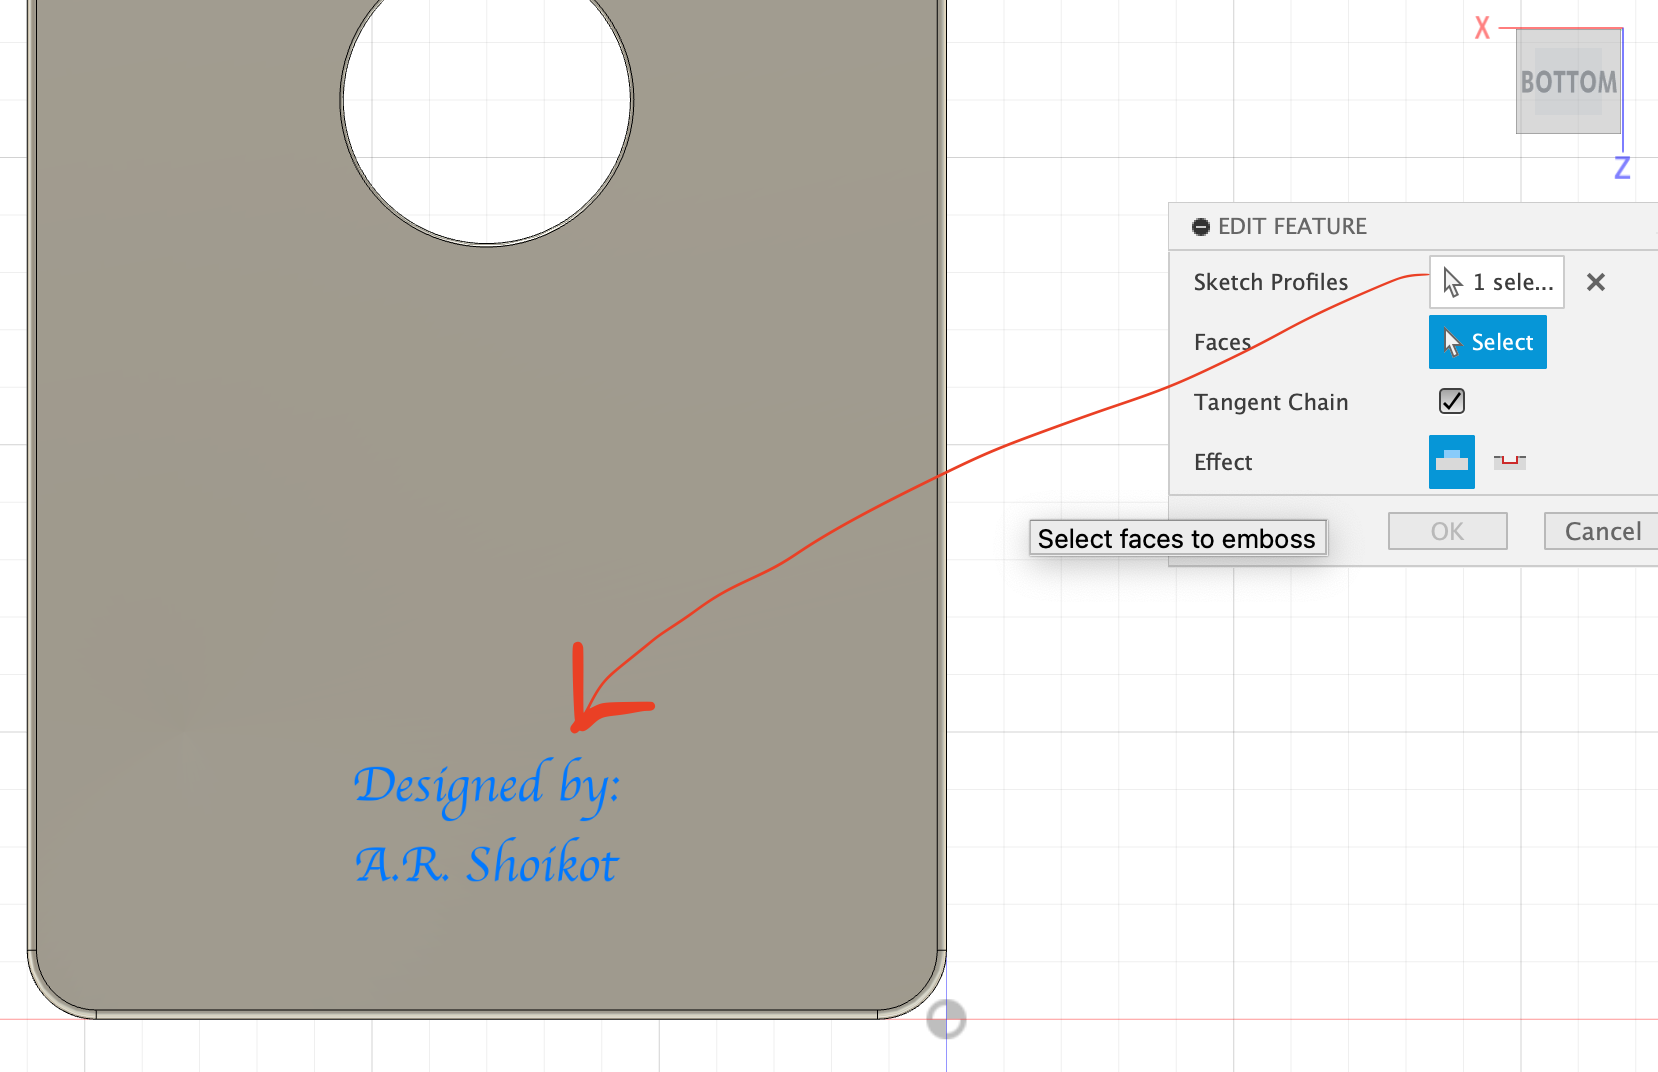 X
BOTTOM
Z
EDIT FEATURE
Sketch Profiles 1 sele...
Faces Select
Tangent Chain
Effect
Select faces to emboss
OK Cancel
Designed by:
A.R. Shoikot